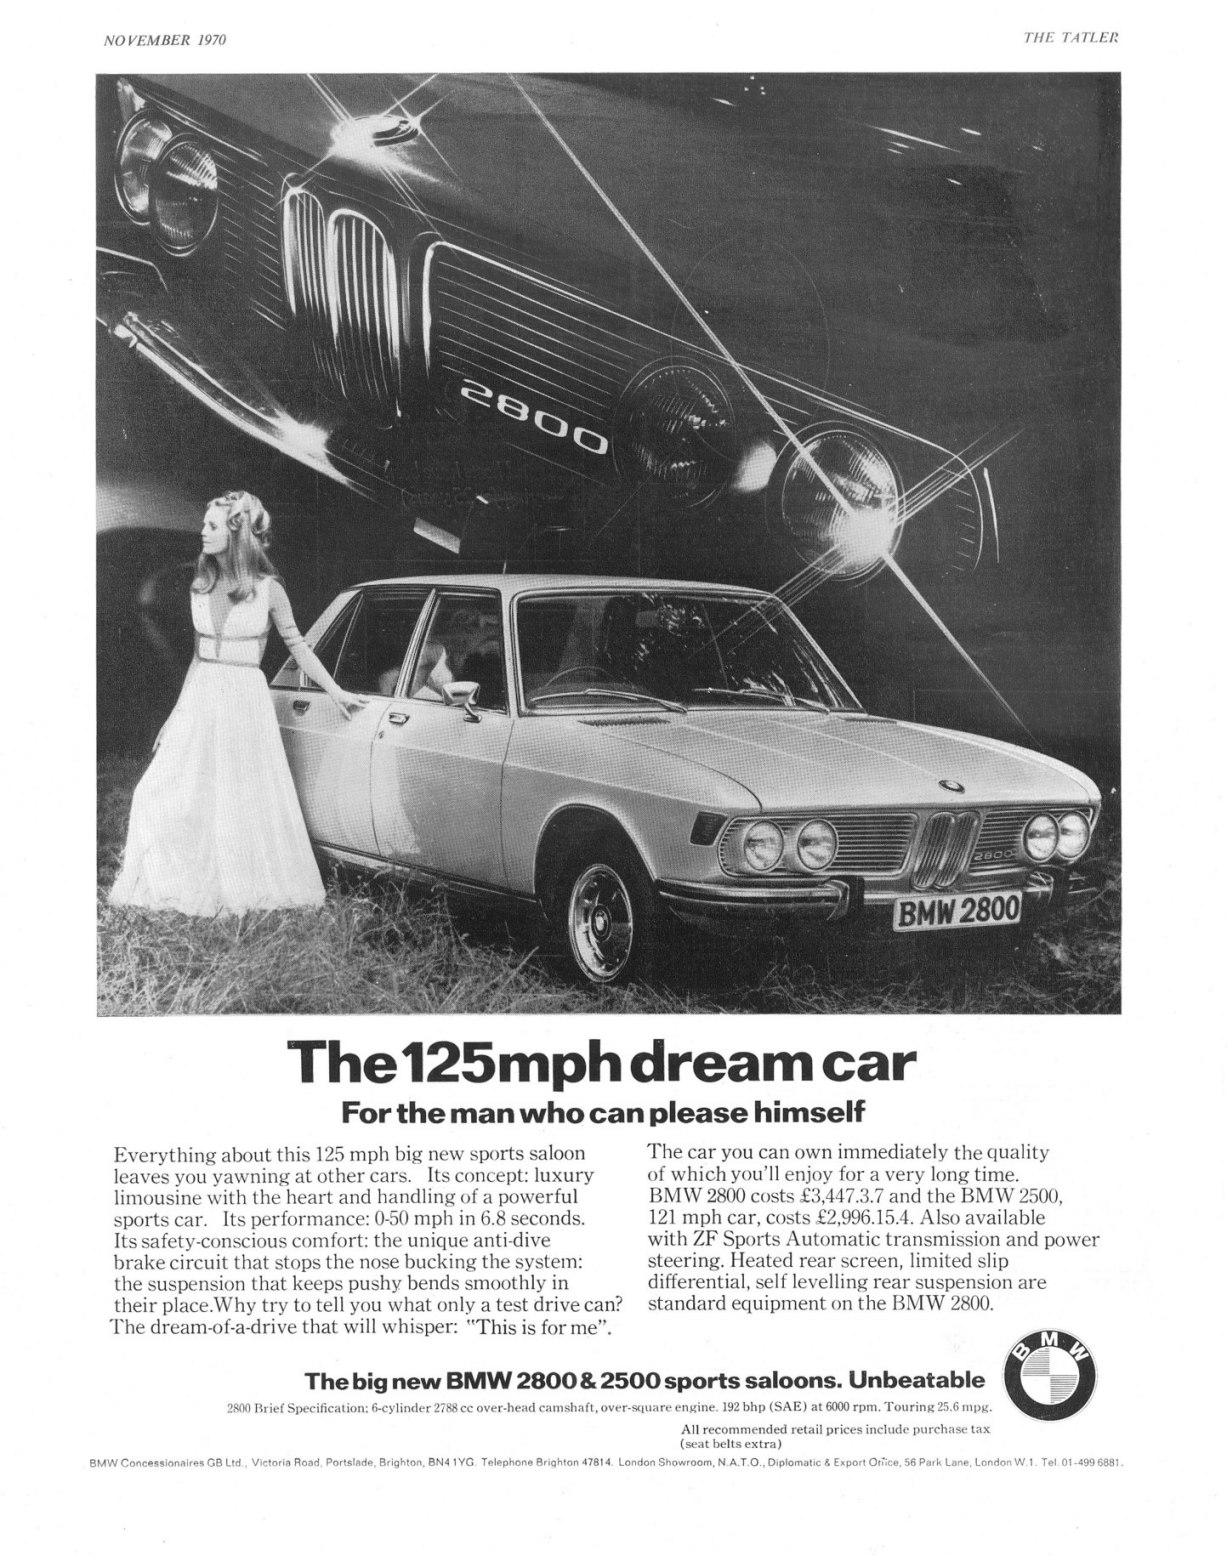 NOVEMBER 1970
THE TATLER
2800
2800
BMW 2800
The 125mph dream car
For the man who can please himself
Everything about this 125 mph big new sports saloon
leaves you yawning at other cars. Its concept: luxury
limousine with the heart and handling of a powerful
sports car. Its performance: 0-50 mph in 6.8 seconds.
Its safety-conscious comfort: the unique anti-dive
brake circuit that stops the nose bucking the system:
the suspension that keeps pushy bends smoothly in
their place.Why try to tell you what only a test drive can?
The dream-of-a-drive that will whisper: "This is for me".
The car you can own immediately the quality
of which you'll enjoy for a very long time.
BMW 2800 costs £3,447.3.7 and the BMW 2500,
121 mph car, costs £2,996.15.4. Also available
with ZF Sports Automatic transmission and power
steering. Heated rear screen, limited slip
differential, self levelling rear suspension are
standard equipment on the BMW 2800.
The big new BMW 2800 & 2500 sports saloons. Unbeatable
BMW
2800 Brief Specification: 6-cylinder 2788 cc over-head camshaft, over-square engine. 192 bhp (SAE) at 6000 rpm. Touring 25.6 mpg.
All recommended retail prices include purchase tax
(seat belts extra)
BMW Concessionaires GB Ltd., Victoria Road, Portslade, Brighton, BN4 1YG. Telephone Brighton 47814. London Showroom, N.A.T.O., Diplomatic & Export Office, 56 Park Lane, London W.1. Tel. 01-499 6881.